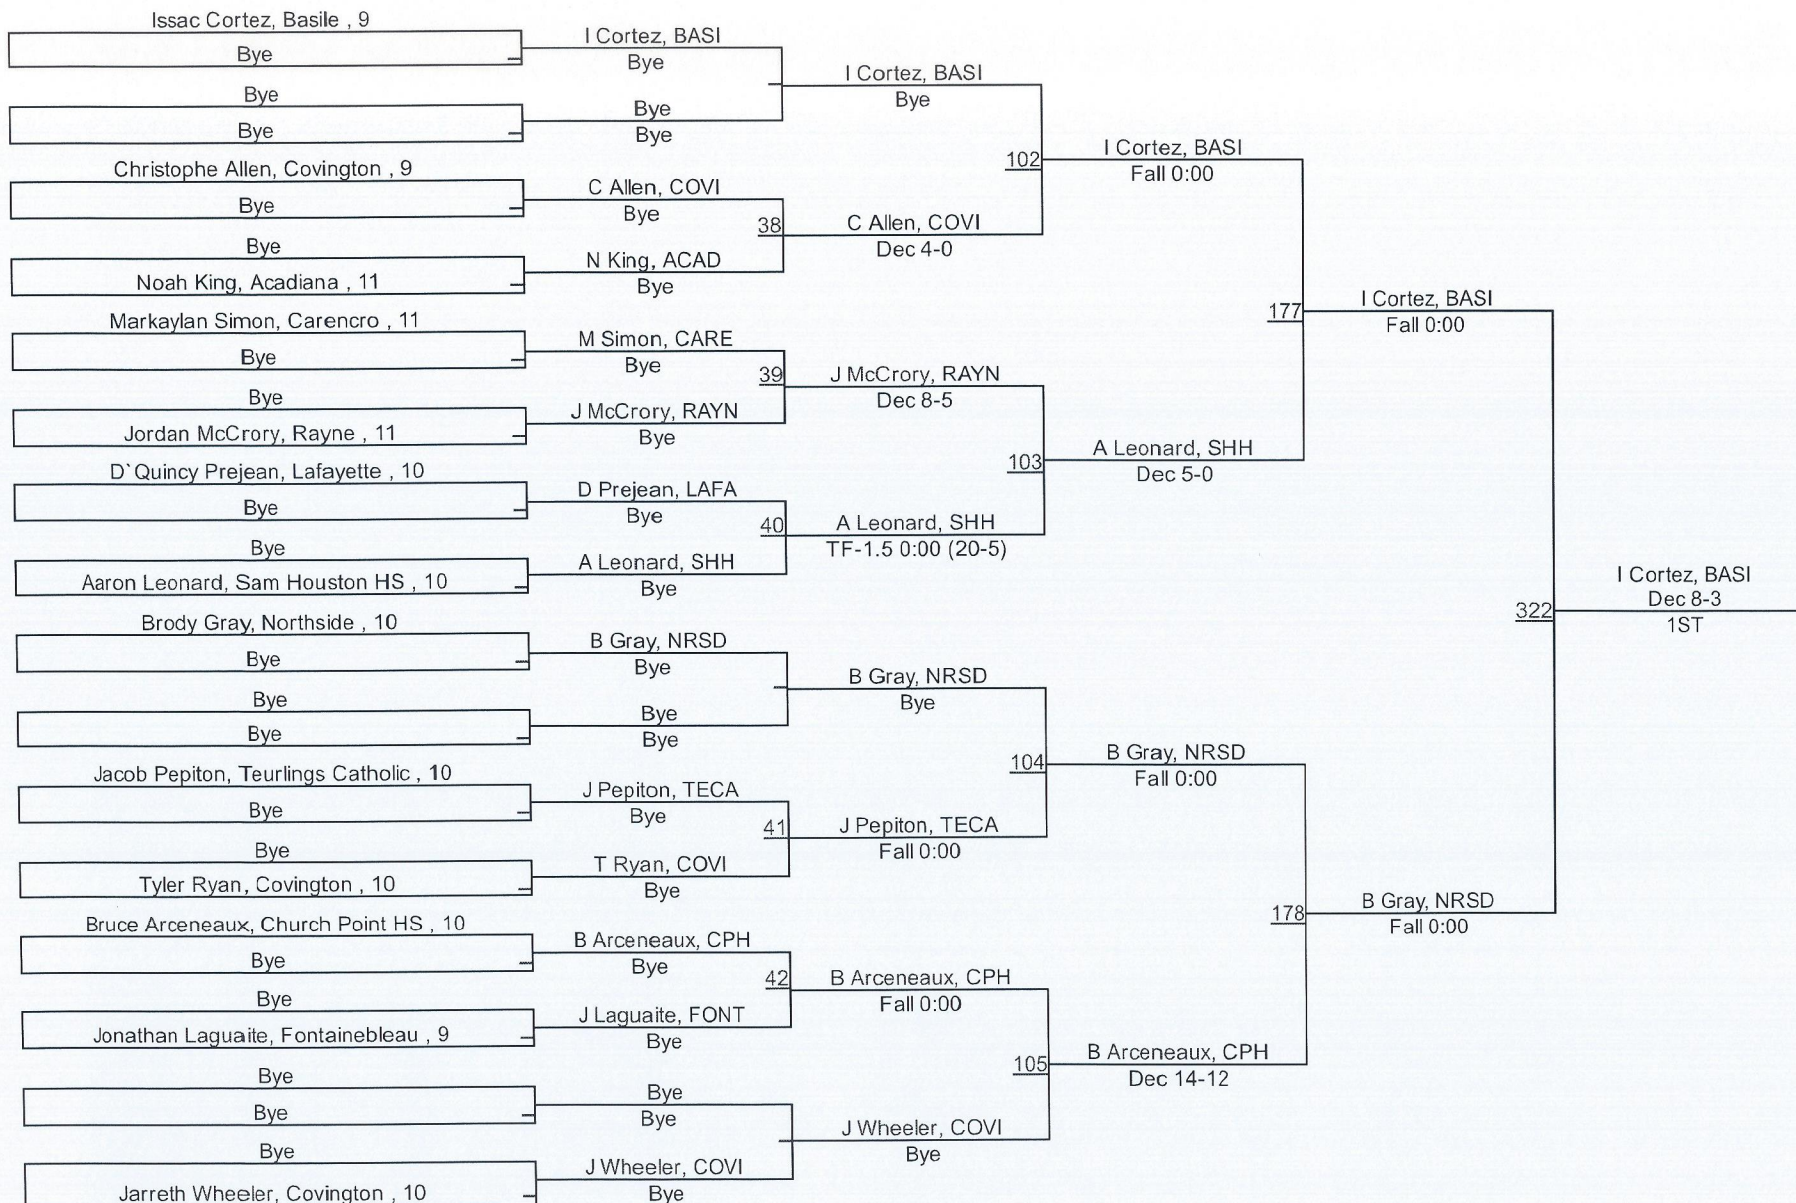 Issac Cortez, Basile , 9
Bye
Bye
Bye
Christophe Allen, Covington , 9
Bye
Bye
Noah King, Acadiana , 11
Markaylan Simon, Carencro , 11
Bye
Bye
Jordan McCrory, Rayne , 11
D`Quincy Prejean, Lafayette , 10
Bye
Bye
Aaron Leonard, Sam Houston HS , 10
Brody Gray, Northside , 10
Bye
Bye
Bye
Jacob Pepiton, Teurlings Catholic , 10
Bye
Bye
Tyler Ryan, Covington , 10
Bruce Arceneaux, Church Point HS , 10
Bye
Bye
Jonathan Laguaite, Fontainebleau , 9
Bye
Bye
Bye
Jarreth Wheeler, Covington , 10
I Cortez, BASI
Bye
Bye
Bye
C Allen, COVI
Bye
38
N King, ACAD
Bye
M Simon, CARE
Bye
39
J McCrory, RAYN
Bye
D Prejean, LAFA
Bye
40
A Leonard, SHH
Bye
B Gray, NRSD
Bye
Bye
Bye
J Pepiton, TECA
Bye
41
T Ryan, COVI
Bye
B Arceneaux, CPH
Bye
42
J Laguaite, FONT
Bye
Bye
Bye
J Wheeler, COVI
Bye
I Cortez, BASI
Bye
102
C Allen, COVI
Dec 4-0
J McCrory, RAYN
Dec 8-5
103
A Leonard, SHH
TF-1.5 0:00 (20-5)
B Gray, NRSD
Bye
104
J Pepiton, TECA
Fall 0:00
B Arceneaux, CPH
Fall 0:00
105
J Wheeler, COVI
Bye
I Cortez, BASI
Fall 0:00
177
A Leonard, SHH
Dec 5-0
B Gray, NRSD
Fall 0:00
178
B Arceneaux, CPH
Dec 14-12
I Cortez, BASI
Fall 0:00
322
B Gray, NRSD
Fall 0:00
I Cortez, BASI
Dec 8-3
1ST